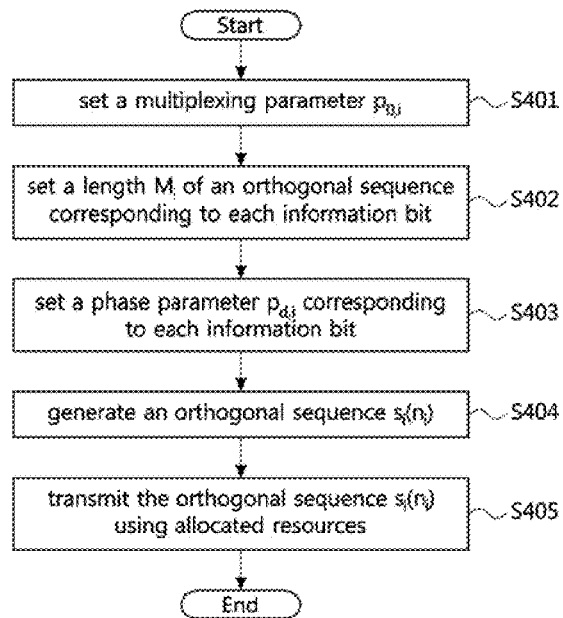 Start
set a multiplexing parameter p₀,ᵢ
S401
set a length Mᵢ of an orthogonal sequence
corresponding to each information bit
S402
set a phase parameter p_d,i corresponding
to each information bit
S403
generate an orthogonal sequence sᵢ(nᵢ)
S404
transmit the orthogonal sequence sᵢ(nᵢ)
using allocated resources
S405
End